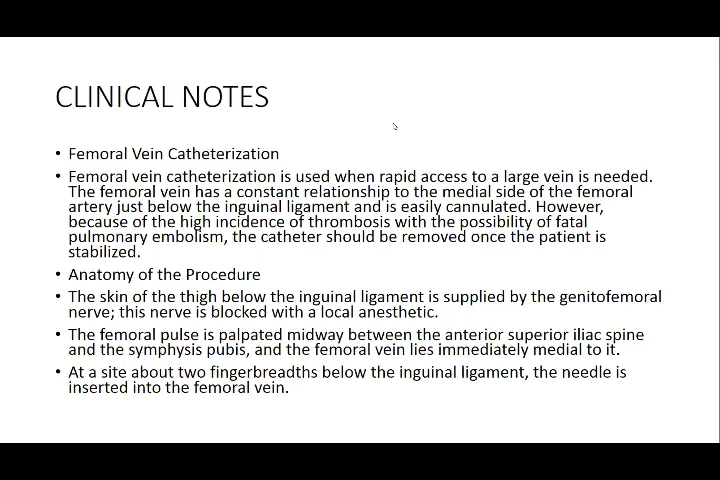 CLINICAL NOTES
• Femoral Vein Catheterization
• Femoral vein catheterization is used when rapid access to a large vein is needed.
The femoral vein has a constant relationship to the medial side of the femoral
artery just below the inguinal ligament and is easily cannulated. However,
because of the high incidence of thrombosis with the possibility of fatal
pulmonary embolism, the catheter should be removed once the patient is
stabilized.
• Anatomy of the Procedure
• The skin of the thigh below the inguinal ligament is supplied by the genitofemoral
nerve; this nerve is blocked with a local anesthetic.
• The femoral pulse is palpated midway between the anterior superior iliac spine
and the symphysis pubis, and the femoral vein lies immediately medial to it.
• At a site about two fingerbreadths below the inguinal ligament, the needle is
inserted into the femoral vein.